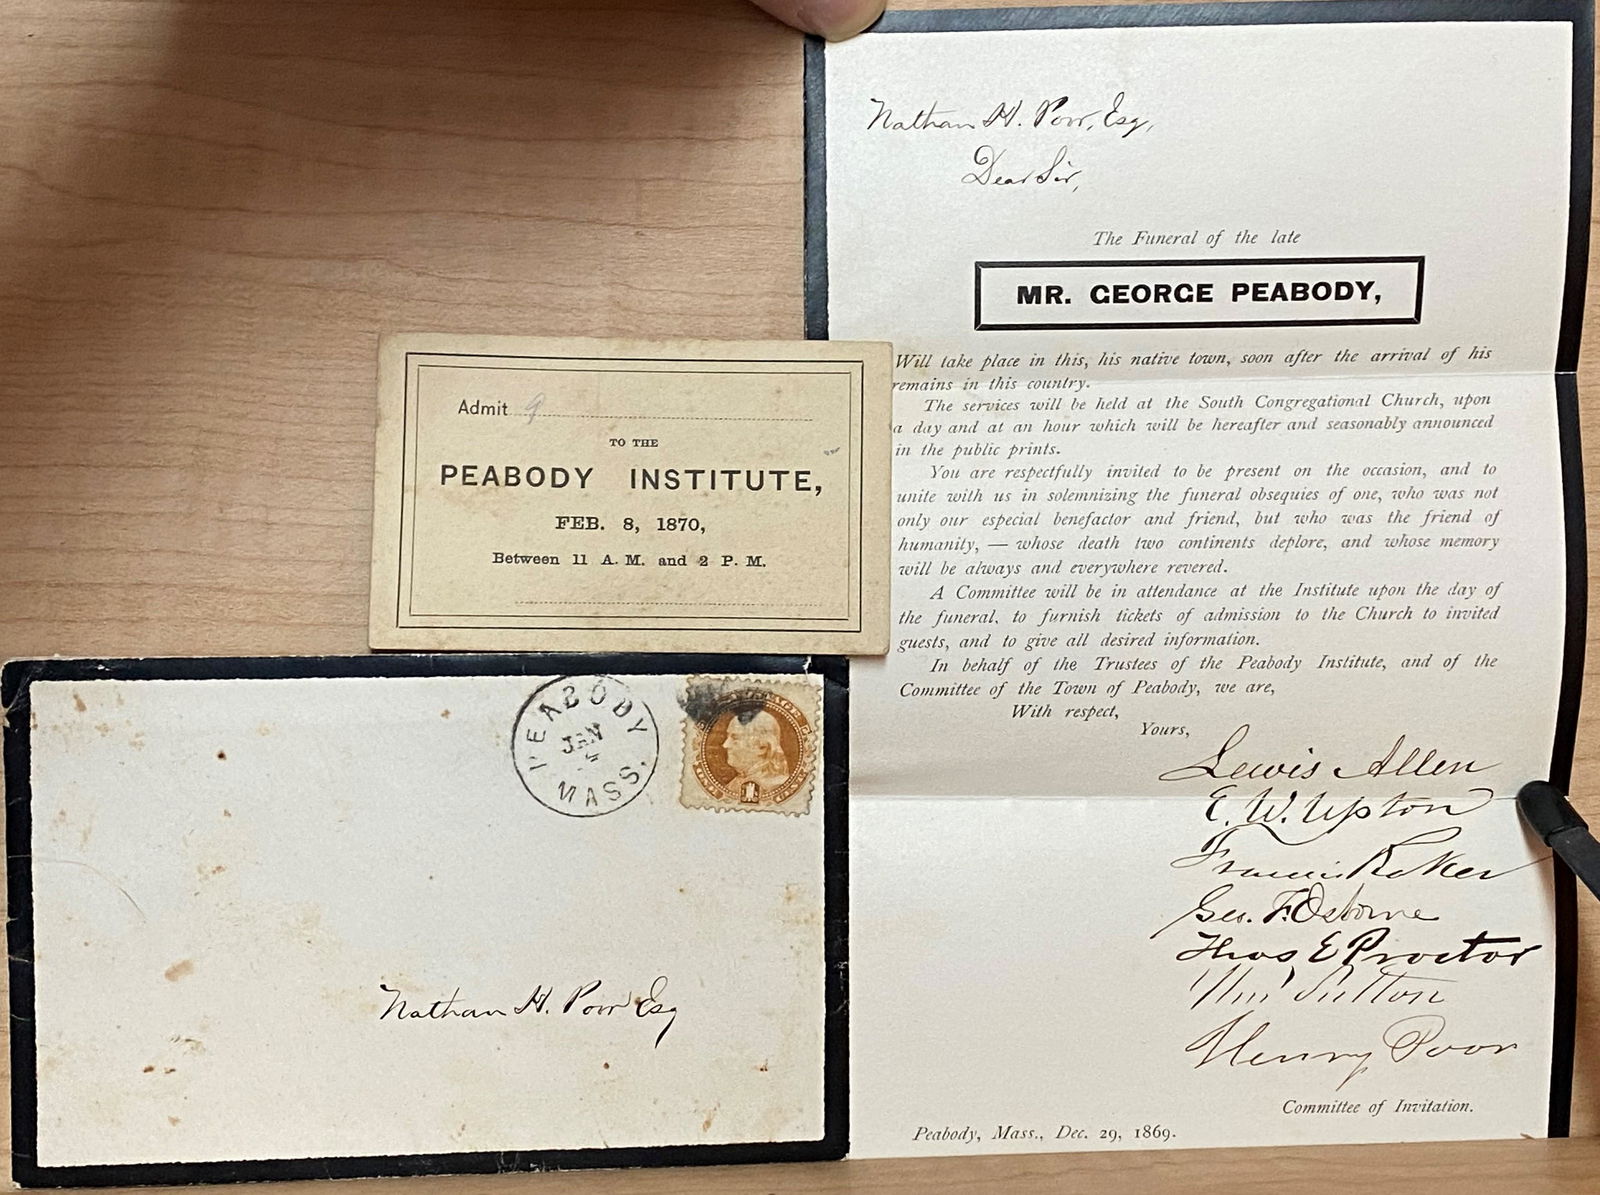 Nathan H. Poor, Esq,
Dear Sir,
The Funeral of the late
MR. GEORGE PEABODY,
Will take place in this, his native town, soon after the arrival of his
remains in this country.
The services will be held at the South Congregational Church, upon
a day and at an hour which will be hereafter and seasonably announced
in the public prints.
You are respectfully invited to be present on the occasion, and to
unite with us in solemnizing the funeral obsequies of one, who was not
only our especial benefactor and friend, but who was the friend of
humanity, — whose death two continents deplore, and whose memory
will be always and everywhere revered.
A Committee will be in attendance at the Institute upon the day of
the funeral, to furnish tickets of admission to the Church to invited
guests, and to give all desired information.
In behalf of the Trustees of the Peabody Institute, and of the
Committee of the Town of Peabody, we are,
With respect,
Yours,
Lewis Allen
E. W. Upton
Francis Baker
Geo. F. Osborne
Thos E Proctor
Wm Sutton
Henry Poor
Committee of Invitation.
Peabody, Mass., Dec. 29, 1869.
Admit
TO THE
PEABODY INSTITUTE,
FEB. 8, 1870,
Between 11 A. M. and 2 P. M.
PEABODY
JAN
MASS.
1
Nathan H. Poor Esq